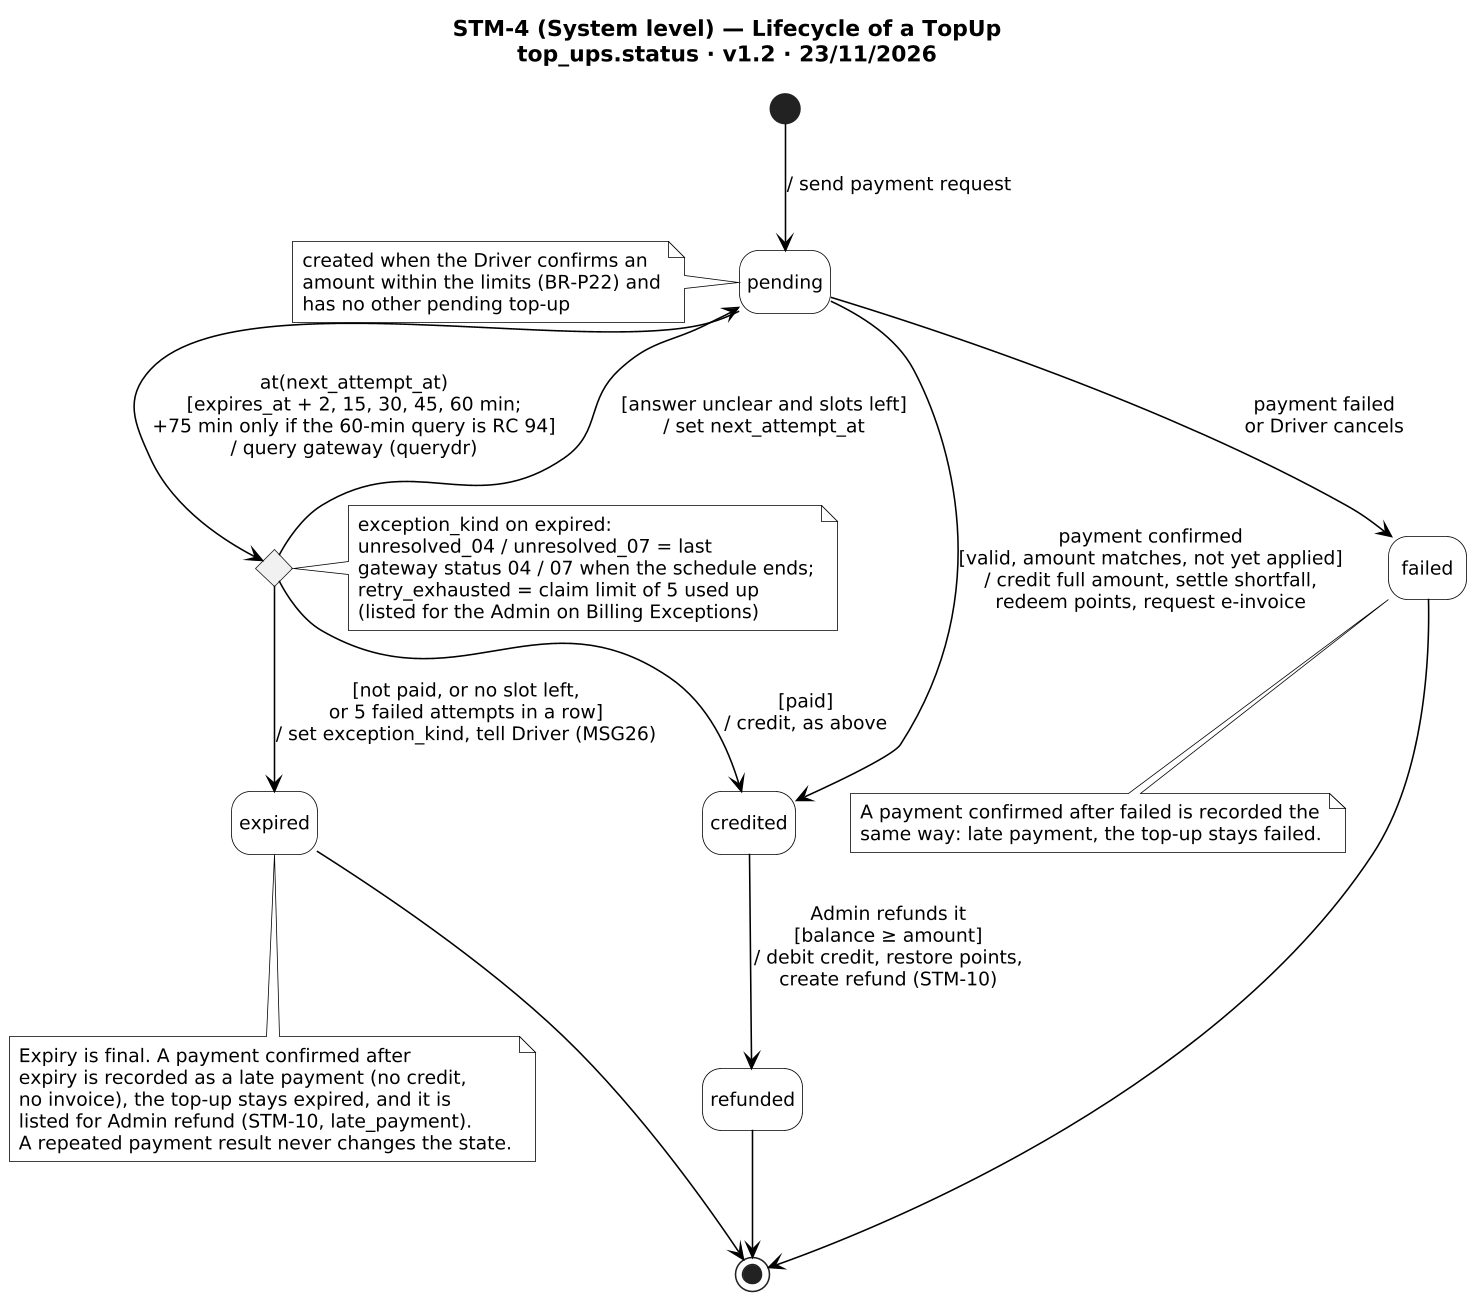 STM-4 (System level) — Lifecycle of a TopUp
top_ups.status · v1.2 · 23/11/2026
/ send payment request
created when the Driver confirms an
amount within the limits (BR-P22) and
has no other pending top-up
pending
at(next_attempt_at)
[expires_at + 2, 15, 30, 45, 60 min;
+75 min only if the 60-min query is RC 94]
/ query gateway (querydr)
[answer unclear and slots left]
/ set next_attempt_at
payment failed
or Driver cancels
exception_kind on expired:
unresolved_04 / unresolved_07 = last
gateway status 04 / 07 when the schedule ends;
retry_exhausted = claim limit of 5 used up
(listed for the Admin on Billing Exceptions)
payment confirmed
[valid, amount matches, not yet applied]
/ credit full amount, settle shortfall,
redeem points, request e-invoice
failed
[not paid, or no slot left,
or 5 failed attempts in a row]
/ set exception_kind, tell Driver (MSG26)
[paid]
/ credit, as above
expired
credited
A payment confirmed after failed is recorded the
same way: late payment, the top-up stays failed.
Admin refunds it
[balance ≥ amount]
/ debit credit, restore points,
create refund (STM-10)
Expiry is final. A payment confirmed after
expiry is recorded as a late payment (no credit,
no invoice), the top-up stays expired, and it is
listed for Admin refund (STM-10, late_payment).
A repeated payment result never changes the state.
refunded